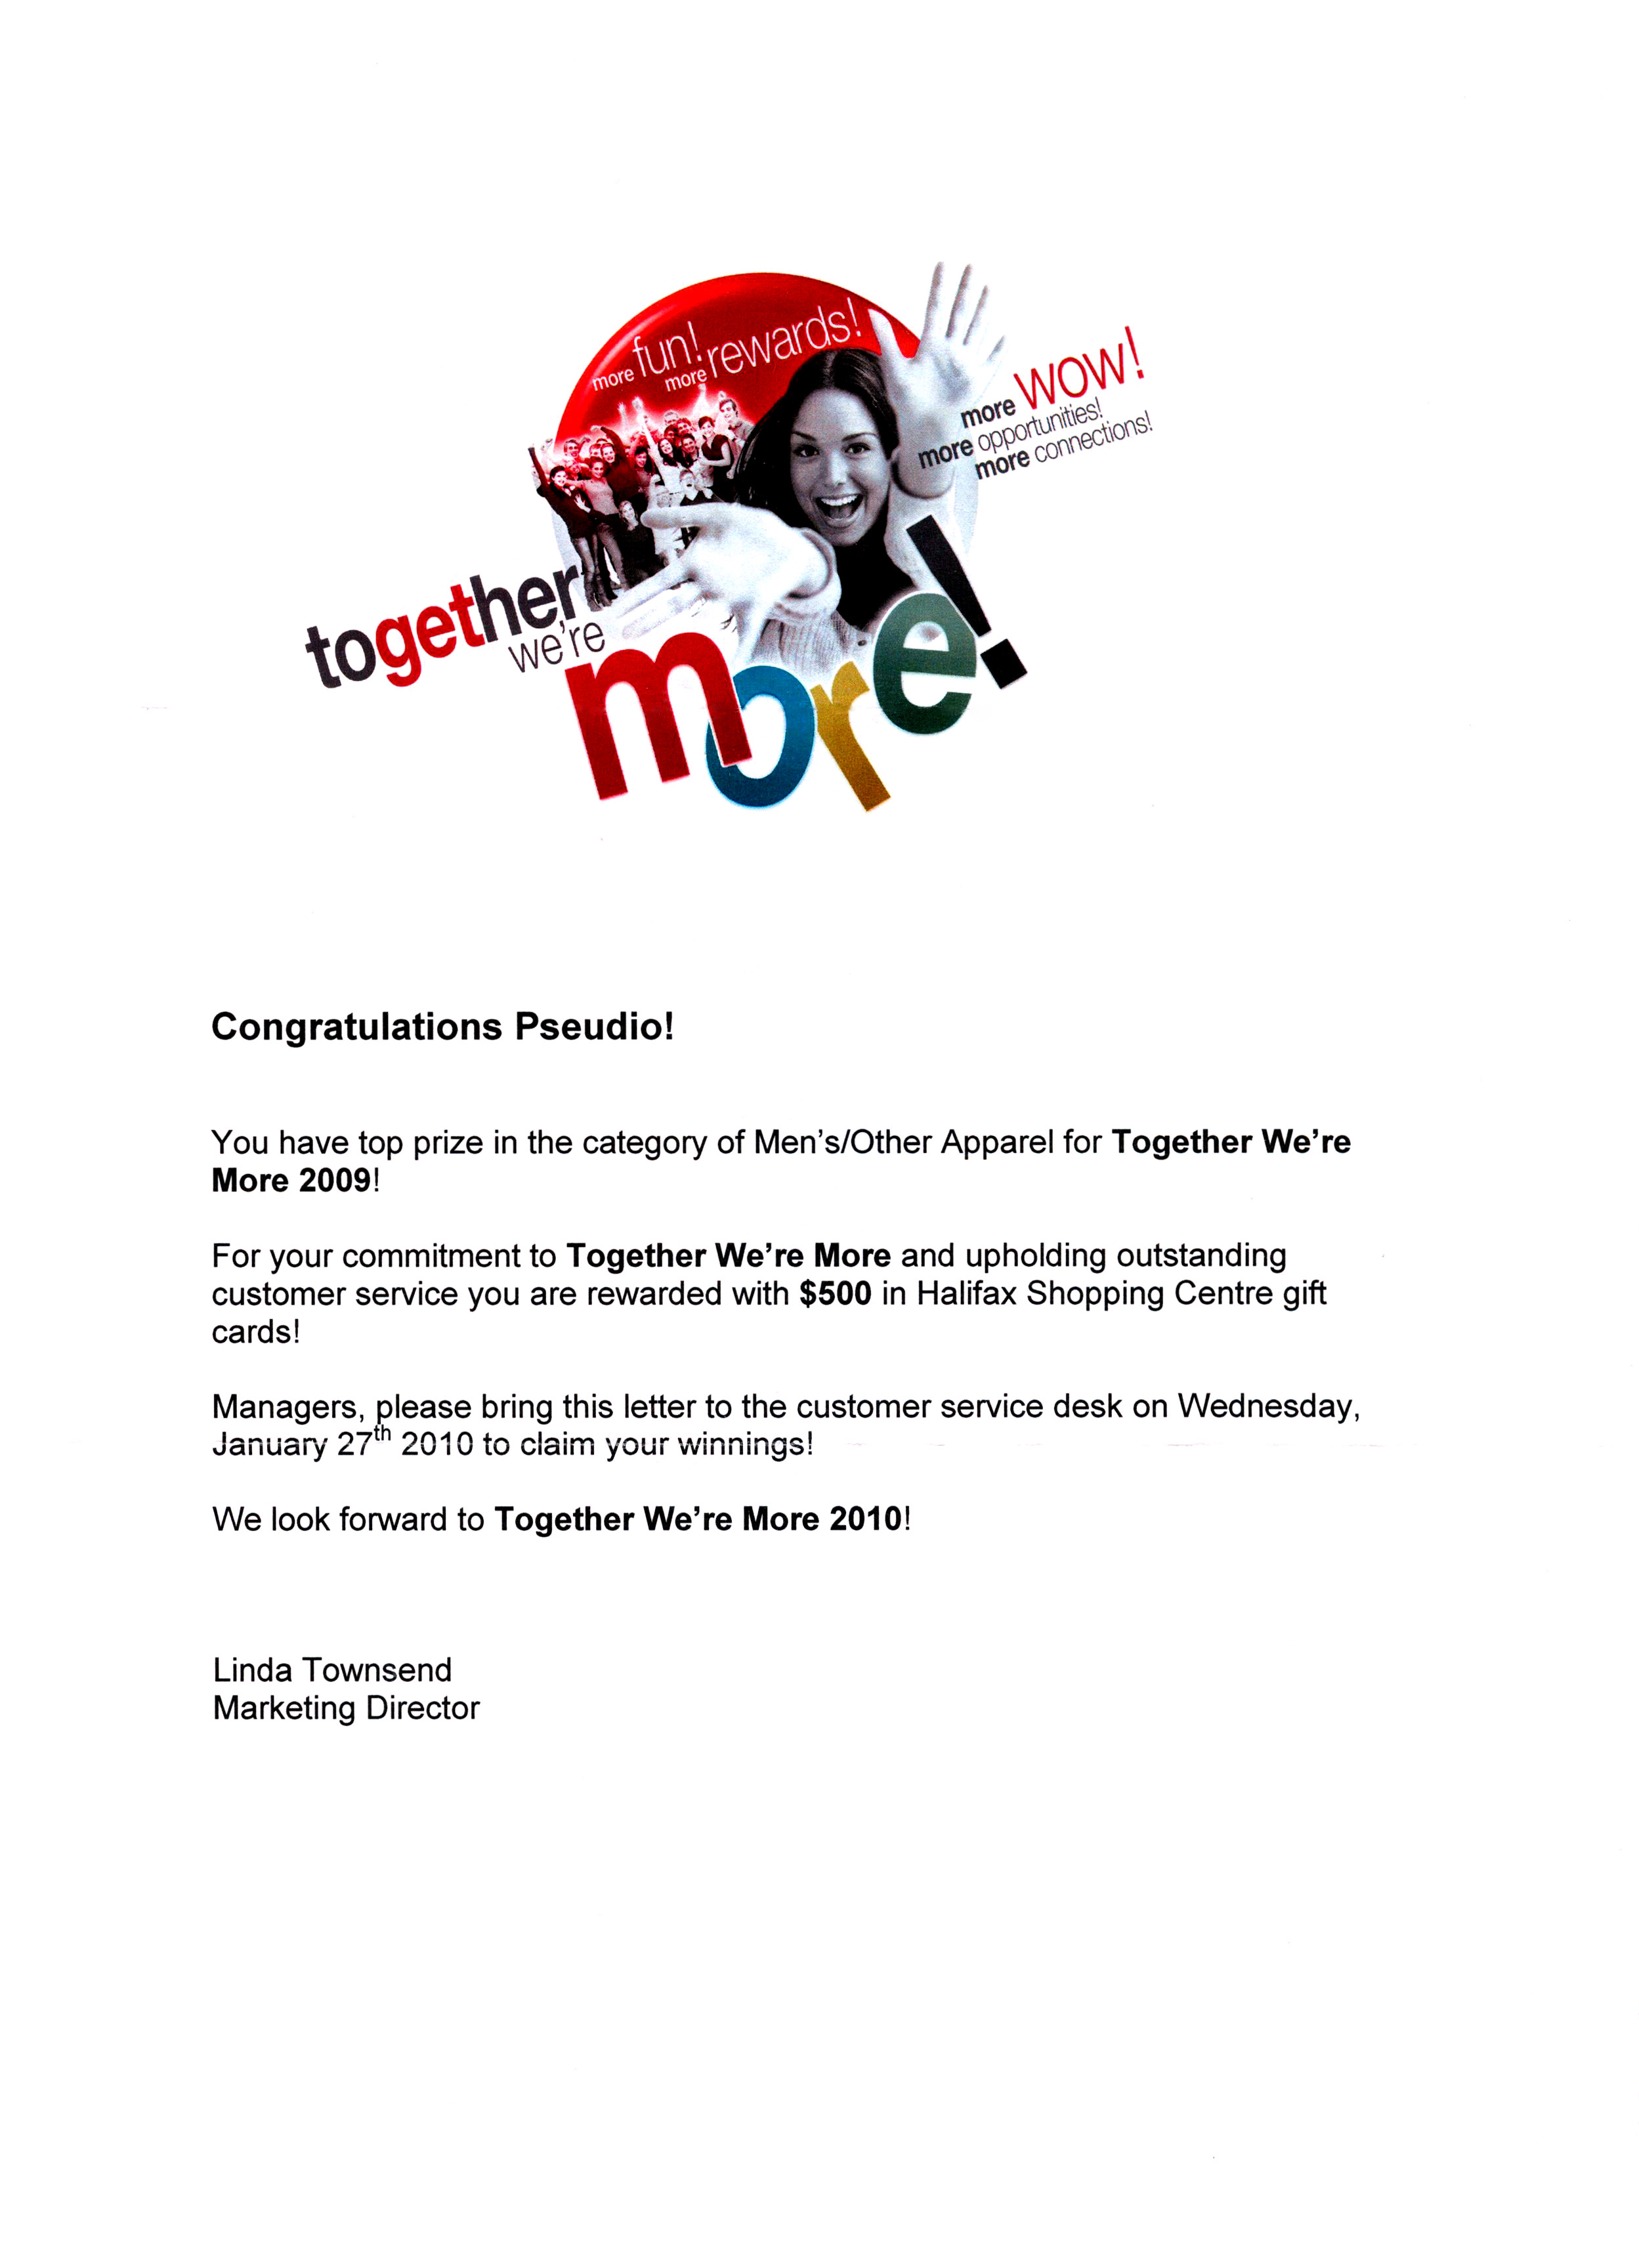 more fun!
more rewards!
more WOW!
more opportunities!
more connections!
together
we're
more!
Congratulations Pseudio!
You have top prize in the category of Men's/Other Apparel for Together We're
More 2009!
For your commitment to Together We're More and upholding outstanding
customer service you are rewarded with $500 in Halifax Shopping Centre gift
cards!
Managers, please bring this letter to the customer service desk on Wednesday,
January 27th 2010 to claim your winnings!
We look forward to Together We're More 2010!
Linda Townsend
Marketing Director